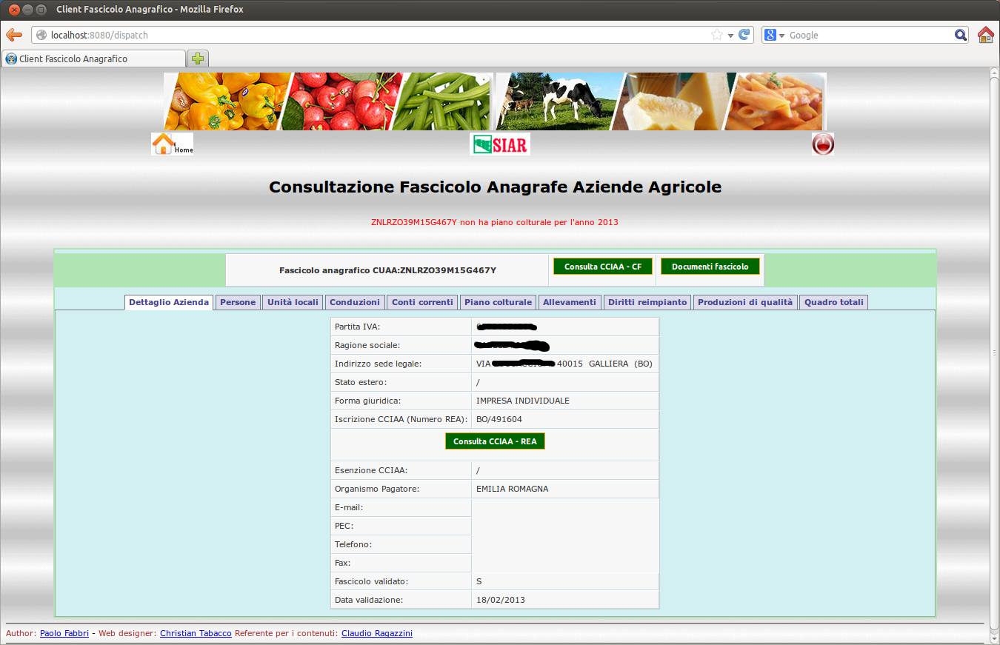 Client Fascicolo Anagrafico - Mozilla Firefox
localhost:8080/dispatch
Google
Client Fascicolo Anagrafico
Home
SIAR
Consultazione Fascicolo Anagrafe Aziende Agricole
ZNLRZO39M15G467Y non ha piano colturale per l'anno 2013
Fascicolo anagrafico CUAA:ZNLRZO39M15G467Y Consulta CCIAA - CF Documenti fascicolo
Dettaglio Azienda Persone Unità locali Conduzioni Conti correnti Piano colturale Allevamenti Diritti reimpianto Produzioni di qualità Quadro totali
Partita IVA:
Ragione sociale:
Indirizzo sede legale: VIA 40015 GALLIERA (BO)
Stato estero: /
Forma giuridica: IMPRESA INDIVIDUALE
Iscrizione CCIAA (Numero REA): BO/491604
Consulta CCIAA - REA
Esenzione CCIAA: /
Organismo Pagatore: EMILIA ROMAGNA
E-mail:
PEC:
Telefono:
Fax:
Fascicolo validato: S
Data validazione: 18/02/2013
Author: Paolo Fabbri - Web designer: Christian Tabacco Referente per i contenuti: Claudio Ragazzini